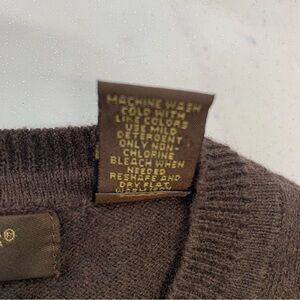 MACHINE WASH
COLD WITH
LIKE COLORS
USE MILD
DETERGENT
ONLY NON-
CHLORINE
BLEACH WHEN
NEEDED
RESHAPE AND
DRY FLAT
®